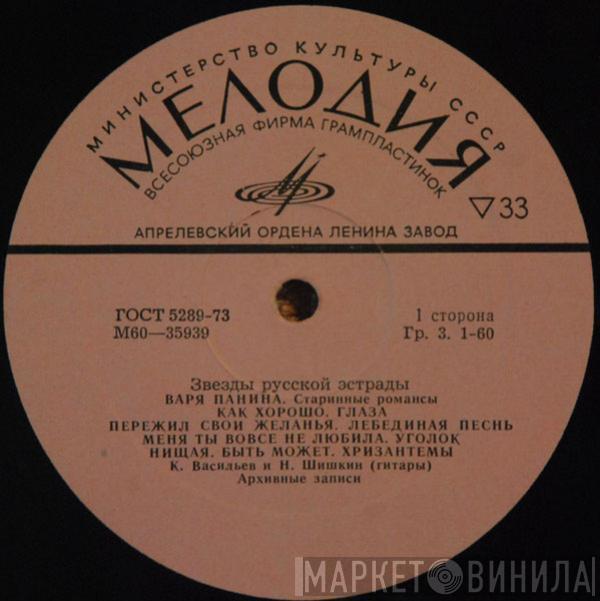 МИНИСТЕРСТВО КУЛЬТУРЫ СССР
МЕЛОДИЯ
ВСЕСОЮЗНАЯ ФИРМА ГРАМПЛАСТИНОК
▽33
АПРЕЛЕВСКИЙ ОРДЕНА ЛЕНИНА ЗАВОД
ГОСТ 5289-73
М60—35939
1 сторона
Гр. 3. 1-60
Звезды русской эстрады
ВАРЯ ПАНИНА. Старинные романсы
КАК ХОРОШО. ГЛАЗА
ПЕРЕЖИЛ СВОИ ЖЕЛАНЬЯ. ЛЕБЕДИНАЯ ПЕСНЬ
МЕНЯ ТЫ ВОВСЕ НЕ ЛЮБИЛА. УГОЛОК
НИЩАЯ. БЫТЬ МОЖЕТ. ХРИЗАНТЕМЫ
К. Васильев и Н. Шишкин (гитары)
Архивные записи
МАРКЕТ ВИНИЛА